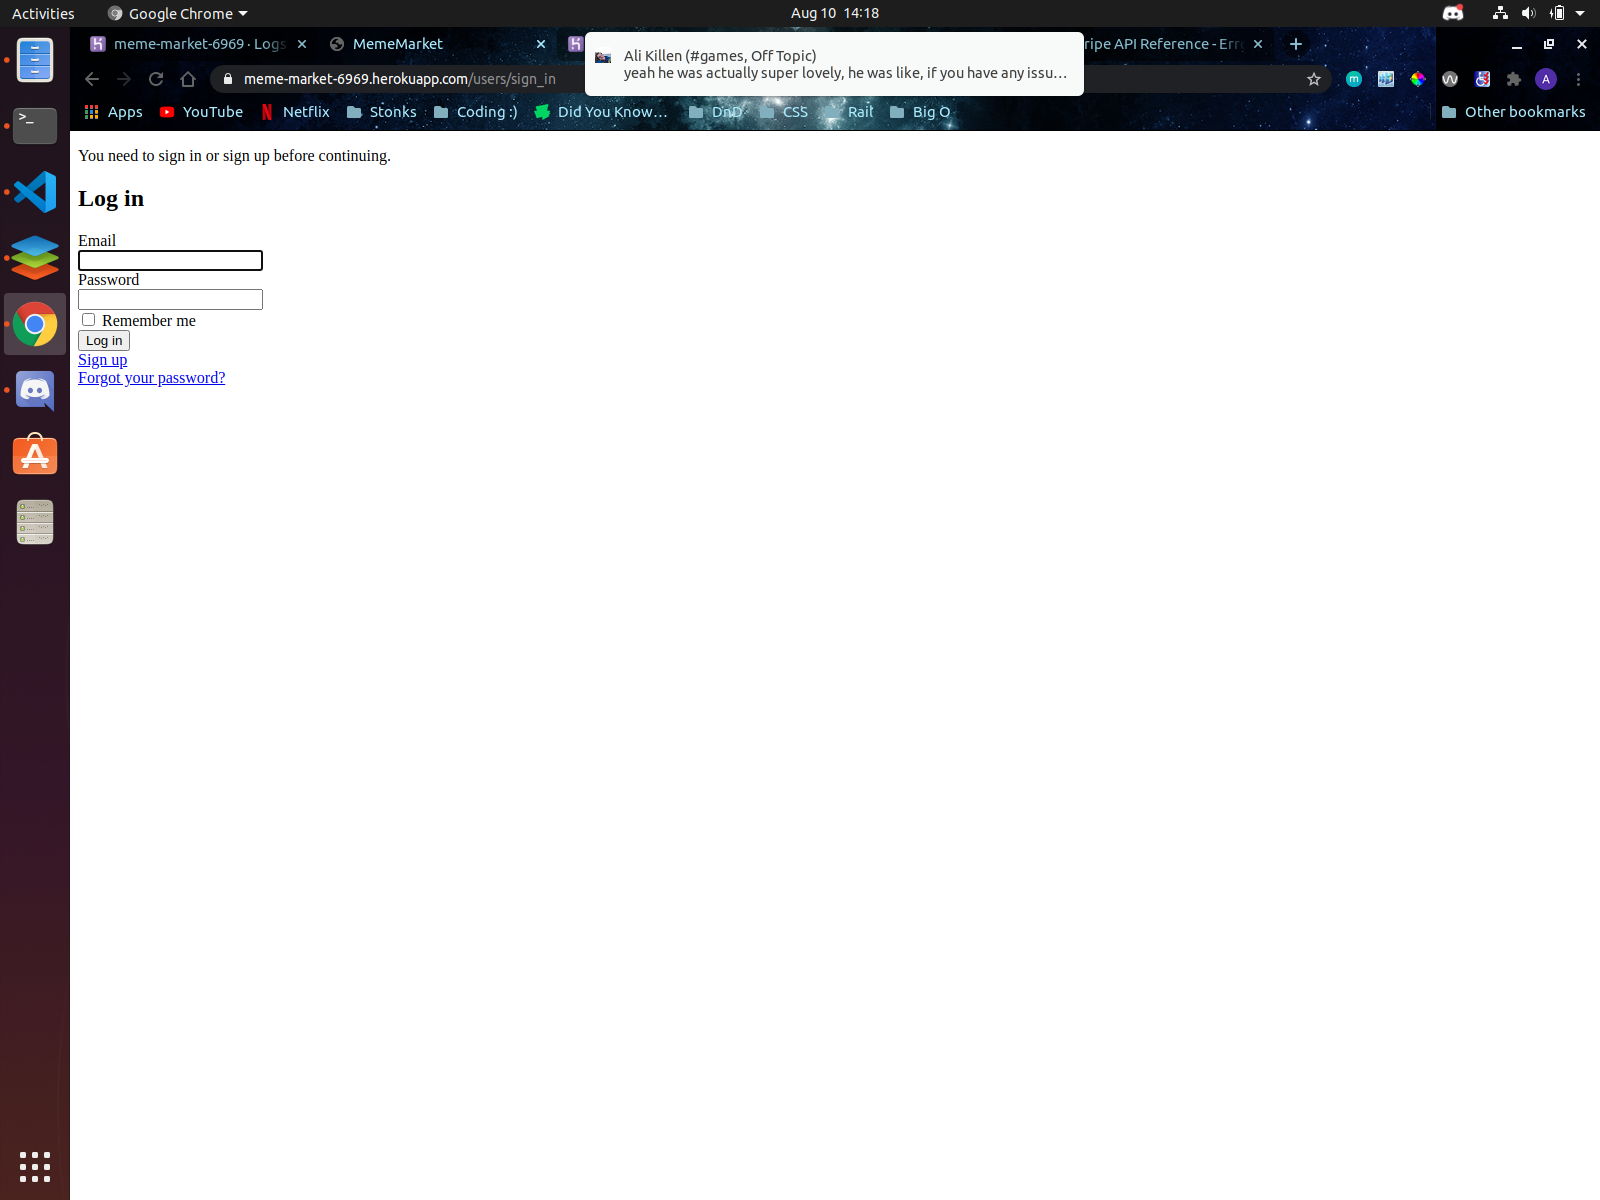 Activities
Google Chrome
Aug 10 14:18
meme-market-6969 · Logs
MemeMarket
ripe API Reference - Erro
Ali Killen (#games, Off Topic)
yeah he was actually super lovely, he was like, if you have any issu…
meme-market-6969.herokuapp.com/users/sign_in
m
A
Apps
YouTube
Netflix
Stonks
Coding :)
Did You Know…
DnD
CSS
Rail
Big O
Other bookmarks
You need to sign in or sign up before continuing.
Log in
Email
Password
Remember me
Log in
Sign up
Forgot your password?